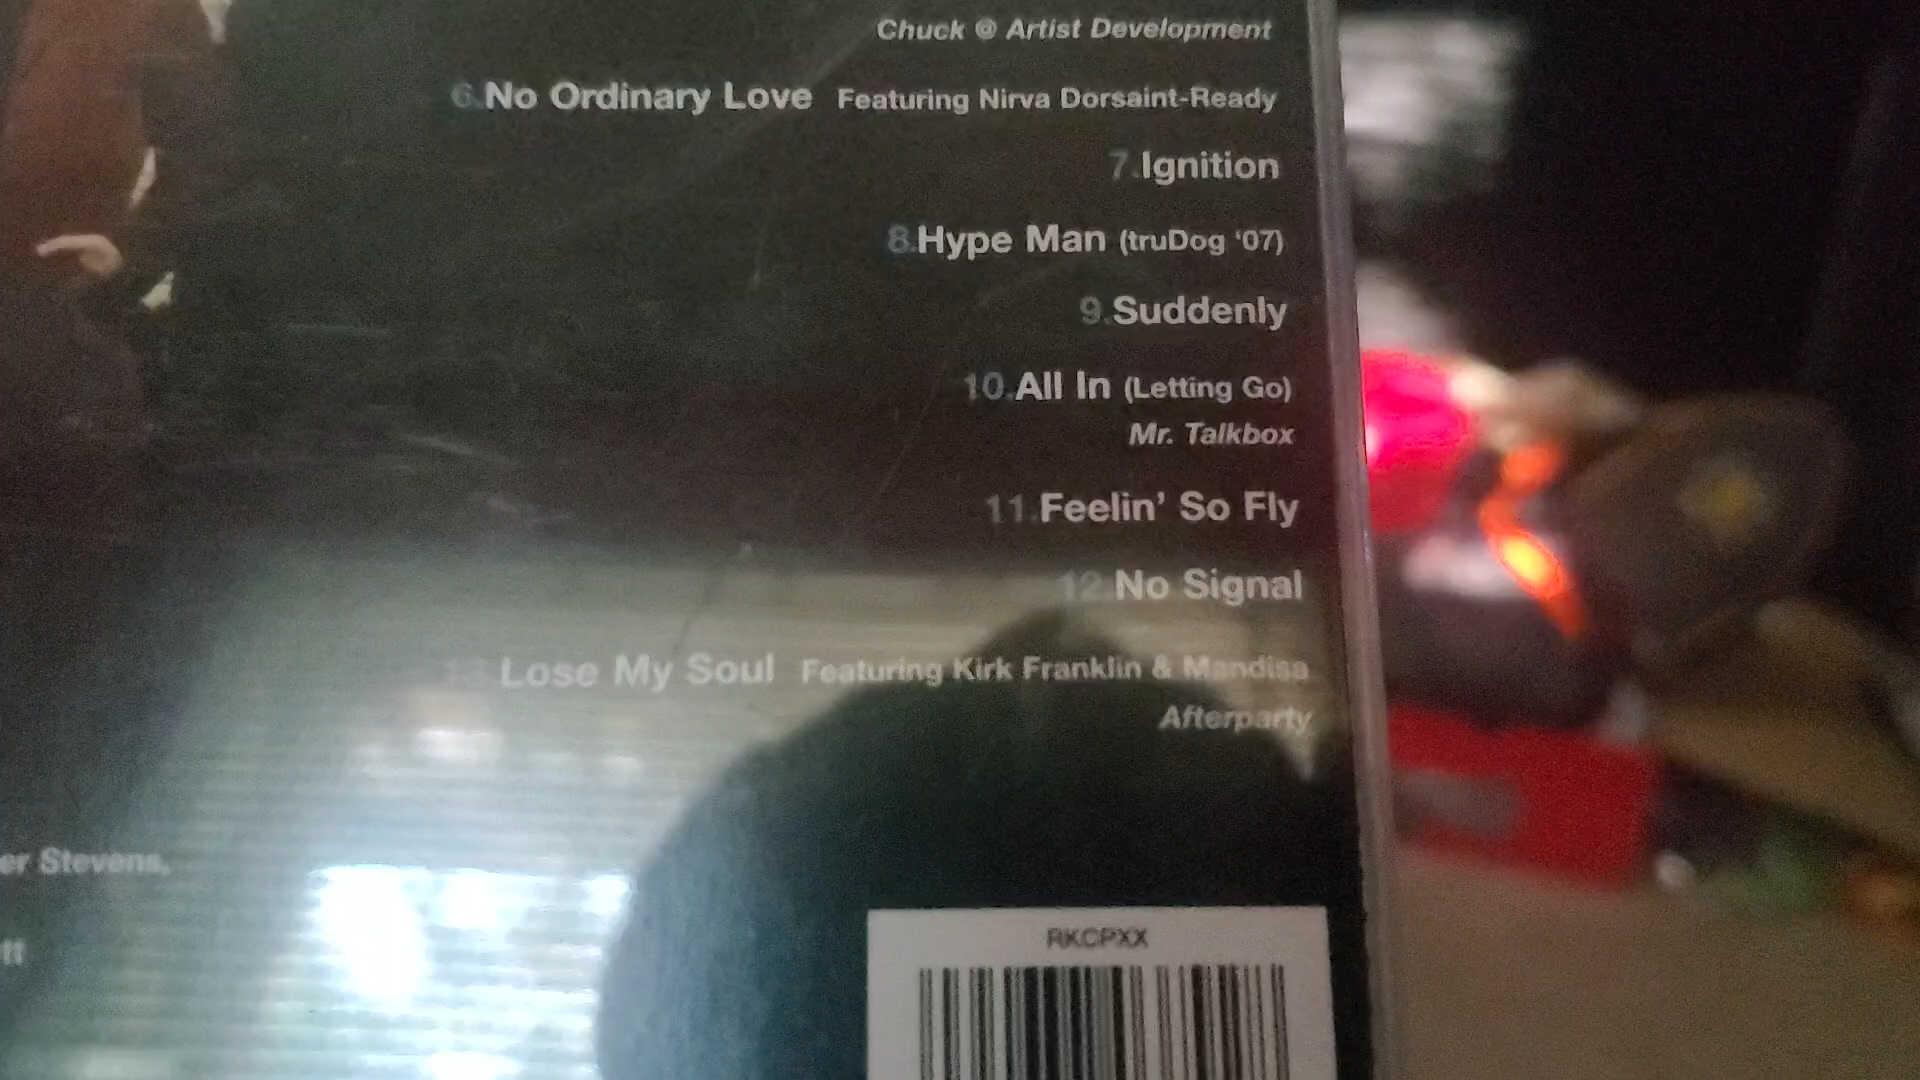 Chuck @ Artist Development
6.No Ordinary Love Featuring Nirva Dorsaint-Ready
7.Ignition
8.Hype Man (truDog ‘07)
9.Suddenly
10.All In (Letting Go)
Mr. Talkbox
11.Feelin’ So Fly
12.No Signal
13.Lose My Soul Featuring Kirk Franklin & Mandisa
Afterparty
Stevens,
RKCPXX